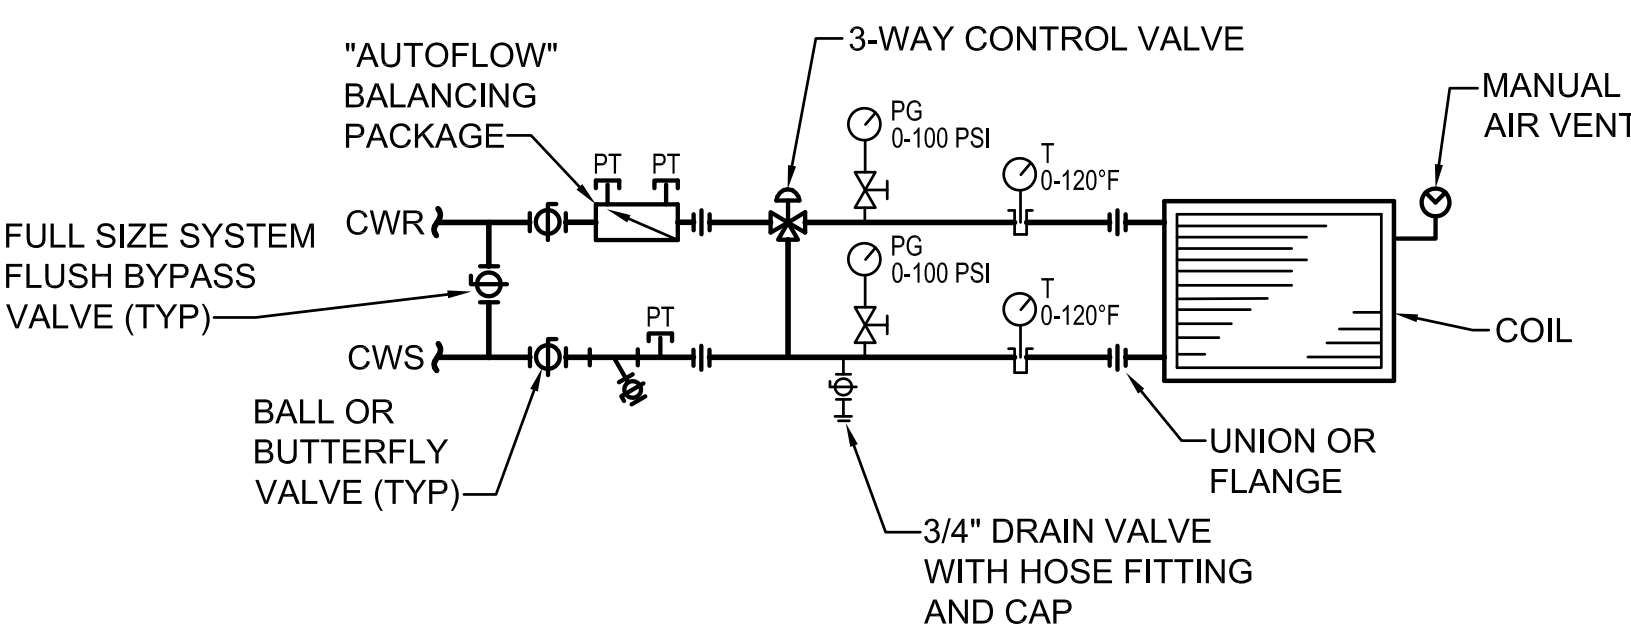 "AUTOFLOW"
BALANCING
PACKAGE
3-WAY CONTROL VALVE
MANUAL
AIR VENT
PG
0-100 PSI
T
0-120°F
PT
PT
CWR
FULL SIZE SYSTEM
FLUSH BYPASS
VALVE (TYP)
PG
0-100 PSI
T
0-120°F
PT
CWS
COIL
BALL OR
BUTTERFLY
VALVE (TYP)
UNION OR
FLANGE
3/4" DRAIN VALVE
WITH HOSE FITTING
AND CAP